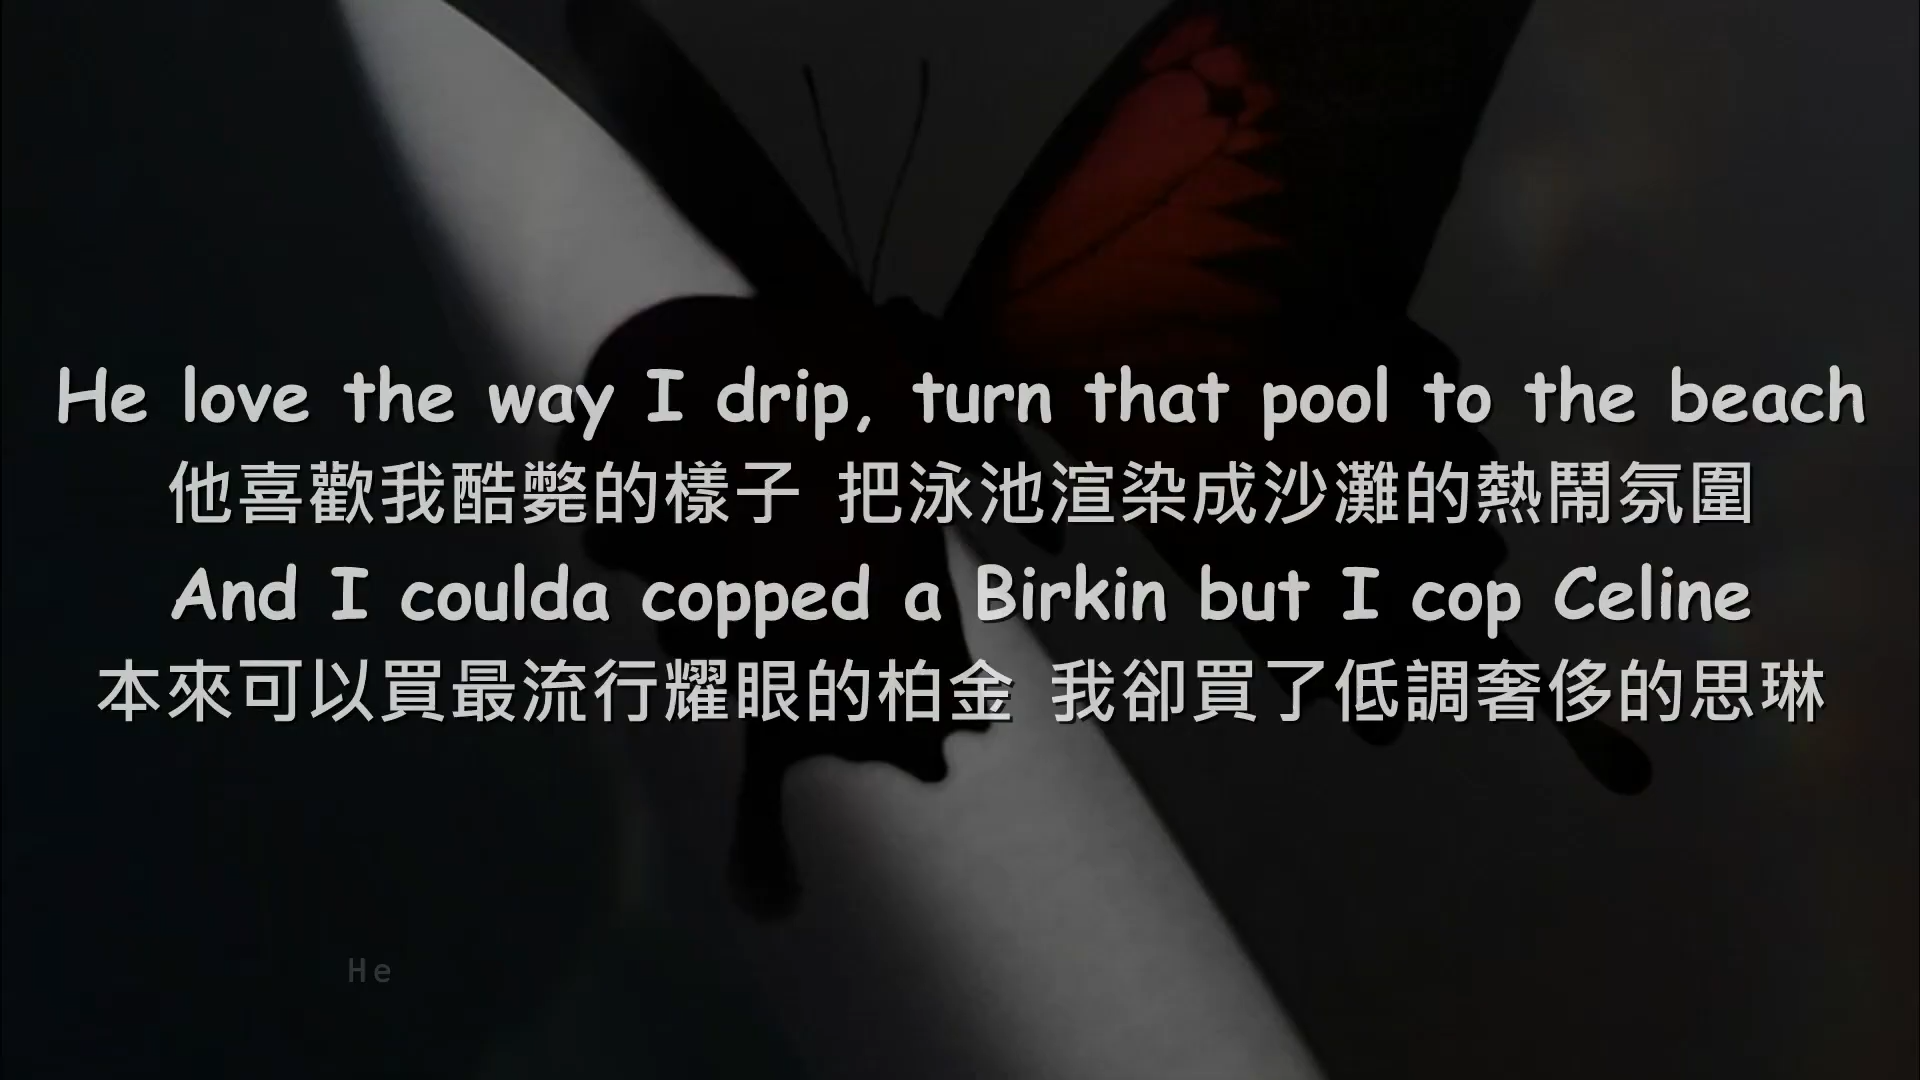 He love the way I drip, turn that pool to the beach
他喜歡我酷斃的樣子 把泳池渲染成沙灘的熱鬧氛圍
And I coulda copped a Birkin but I cop Celine
本來可以買最流行耀眼的柏金 我卻買了低調奢侈的思琳
He